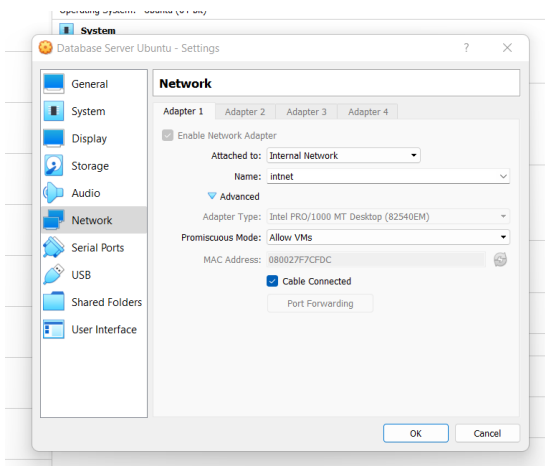 System
Database Server Ubuntu - Settings ?
General
System
Display
Storage
Audio
Network
Serial Ports
USB
Shared Folders
User Interface
Network
Adapter 1 Adapter 2 Adapter 3 Adapter 4
Enable Network Adapter
Attached to: Internal Network
Name: intnet
Advanced
Adapter Type: Intel PRO/1000 MT Desktop (82540EM)
Promiscuous Mode: Allow VMs
MAC Address: 080027F7CFDC
Cable Connected
Port Forwarding
OK Cancel